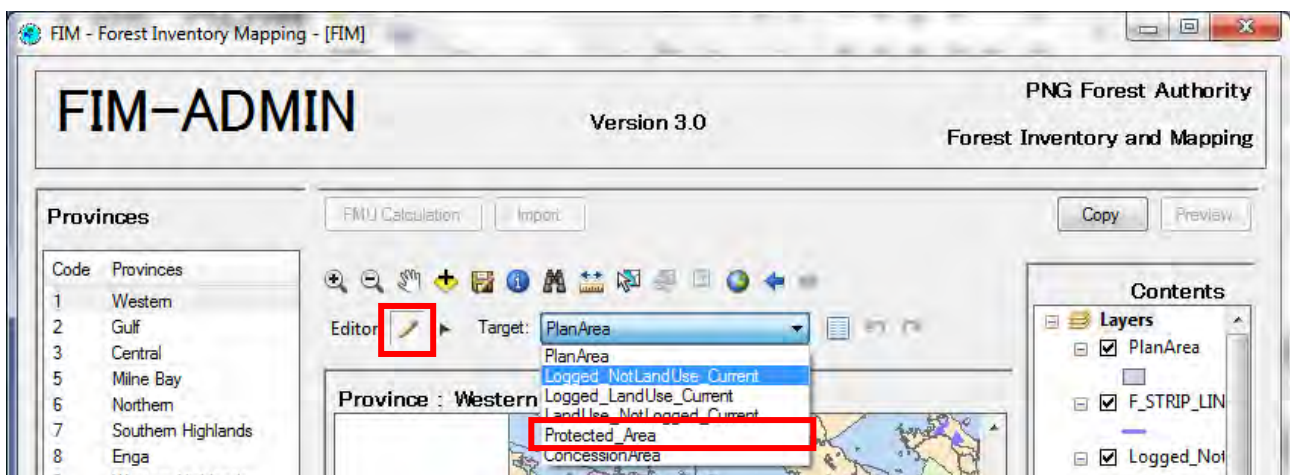 FIM - Forest Inventory Mapping - [FIM]
FIM-ADMIN
Version 3.0
PNG Forest Authority
Forest Inventory and Mapping
Provinces
FMU Calculation
Import
Copy
Preview
Code Provinces
1 Western
2 Gulf
3 Central
5 Milne Bay
6 Northern
7 Southern Highlands
8 Enga
Editor
Target: PlanArea
PlanArea
Logged_NotLandUse_Current
Logged_LandUse_Current
LandUse_NotLogged_Current
Protected_Area
ConcessionArea
Province : Western
Contents
Layers
PlanArea
F_STRIP_LIN
Logged_Not